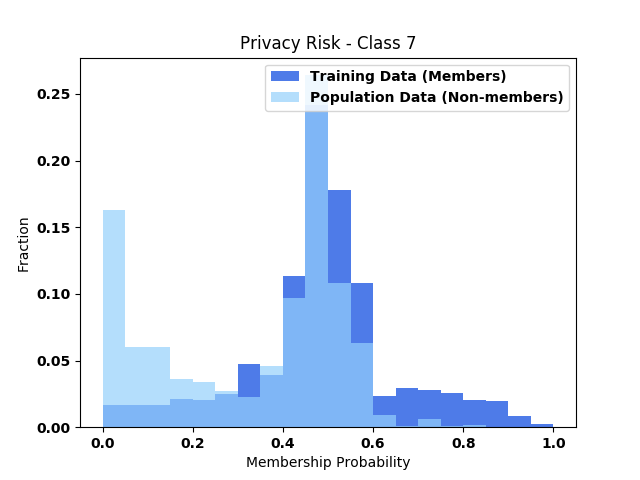 Privacy Risk - Class 7
Training Data (Members)
Population Data (Non-members)
0.25
0.20
0.15
0.10
0.05
0.00
Fraction
0.0 0.2 0.4 0.6 0.8 1.0
Membership Probability